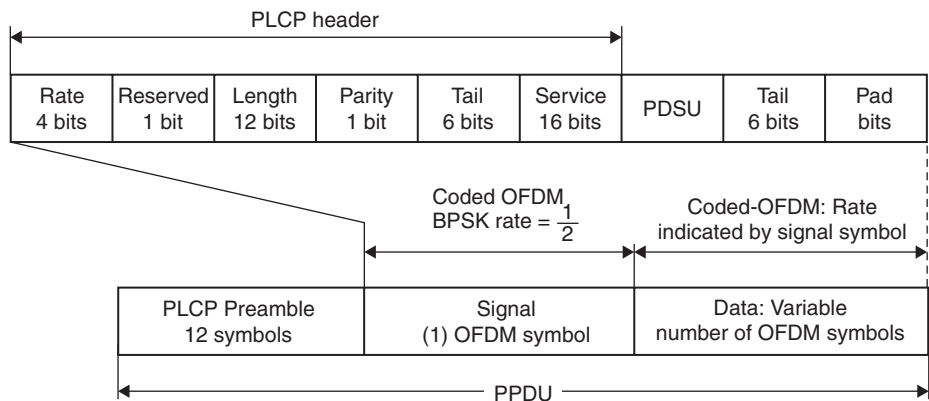 PLCP header
Rate
4 bits
Reserved
1 bit
Length
12 bits
Parity
1 bit
Tail
6 bits
Service
16 bits
PDSU
Tail
6 bits
Pad
bits
Coded OFDM
BPSK rate = 1/2
Coded-OFDM: Rate
indicated by signal symbol
PLCP Preamble
12 symbols
Signal
(1) OFDM symbol
Data: Variable
number of OFDM symbols
PPDU